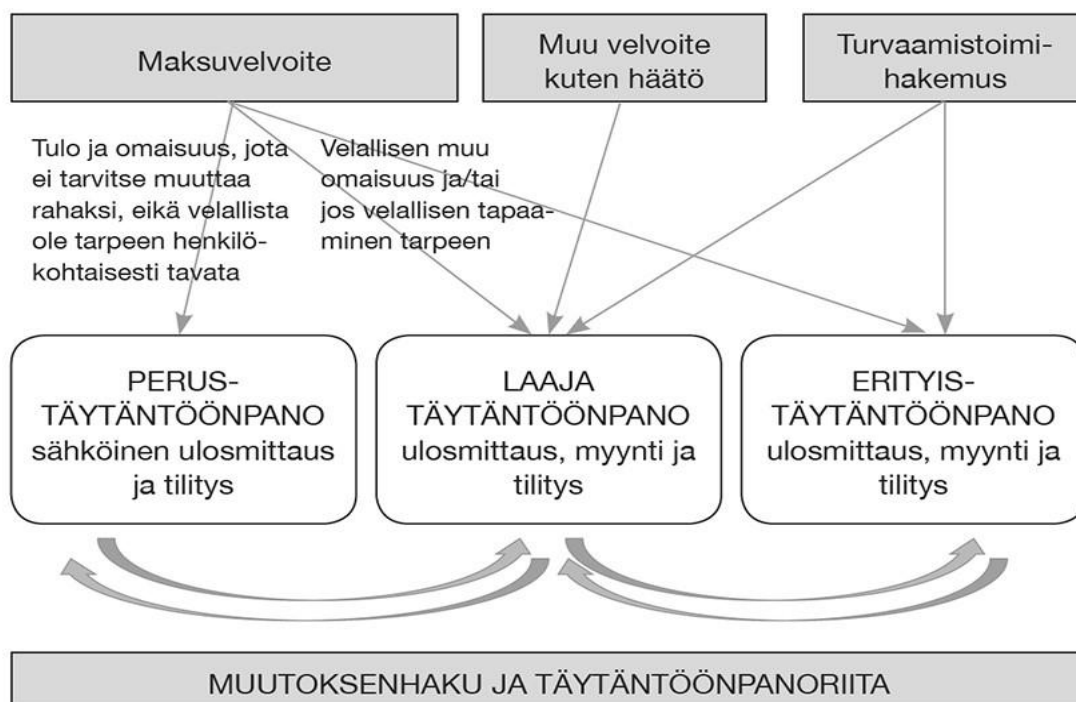 Maksuvelvoite
Muu velvoite
kuten häätö
Turvaamistoimi-
hakemus
Tulo ja omaisuus, jota
ei tarvitse muuttaa
rahaksi, eikä velallista
ole tarpeen henkilö-
kohtaisesti tavata
Velallisen muu
omaisuus ja/tai
jos velallisen tapaa-
minen tarpeen
PERUS-
TÄYTÄNTÖÖNPANO
sähköinen ulosmittaus
ja tilitys
LAAJA
TÄYTÄNTÖÖNPANO
ulosmittaus, myynti ja
tilitys
ERITYIS-
TÄYTÄNTÖÖNPANO
ulosmittaus, myynti ja
tilitys
MUUTOKSENHAKU JA TÄYTÄNTÖÖNPANORIITA